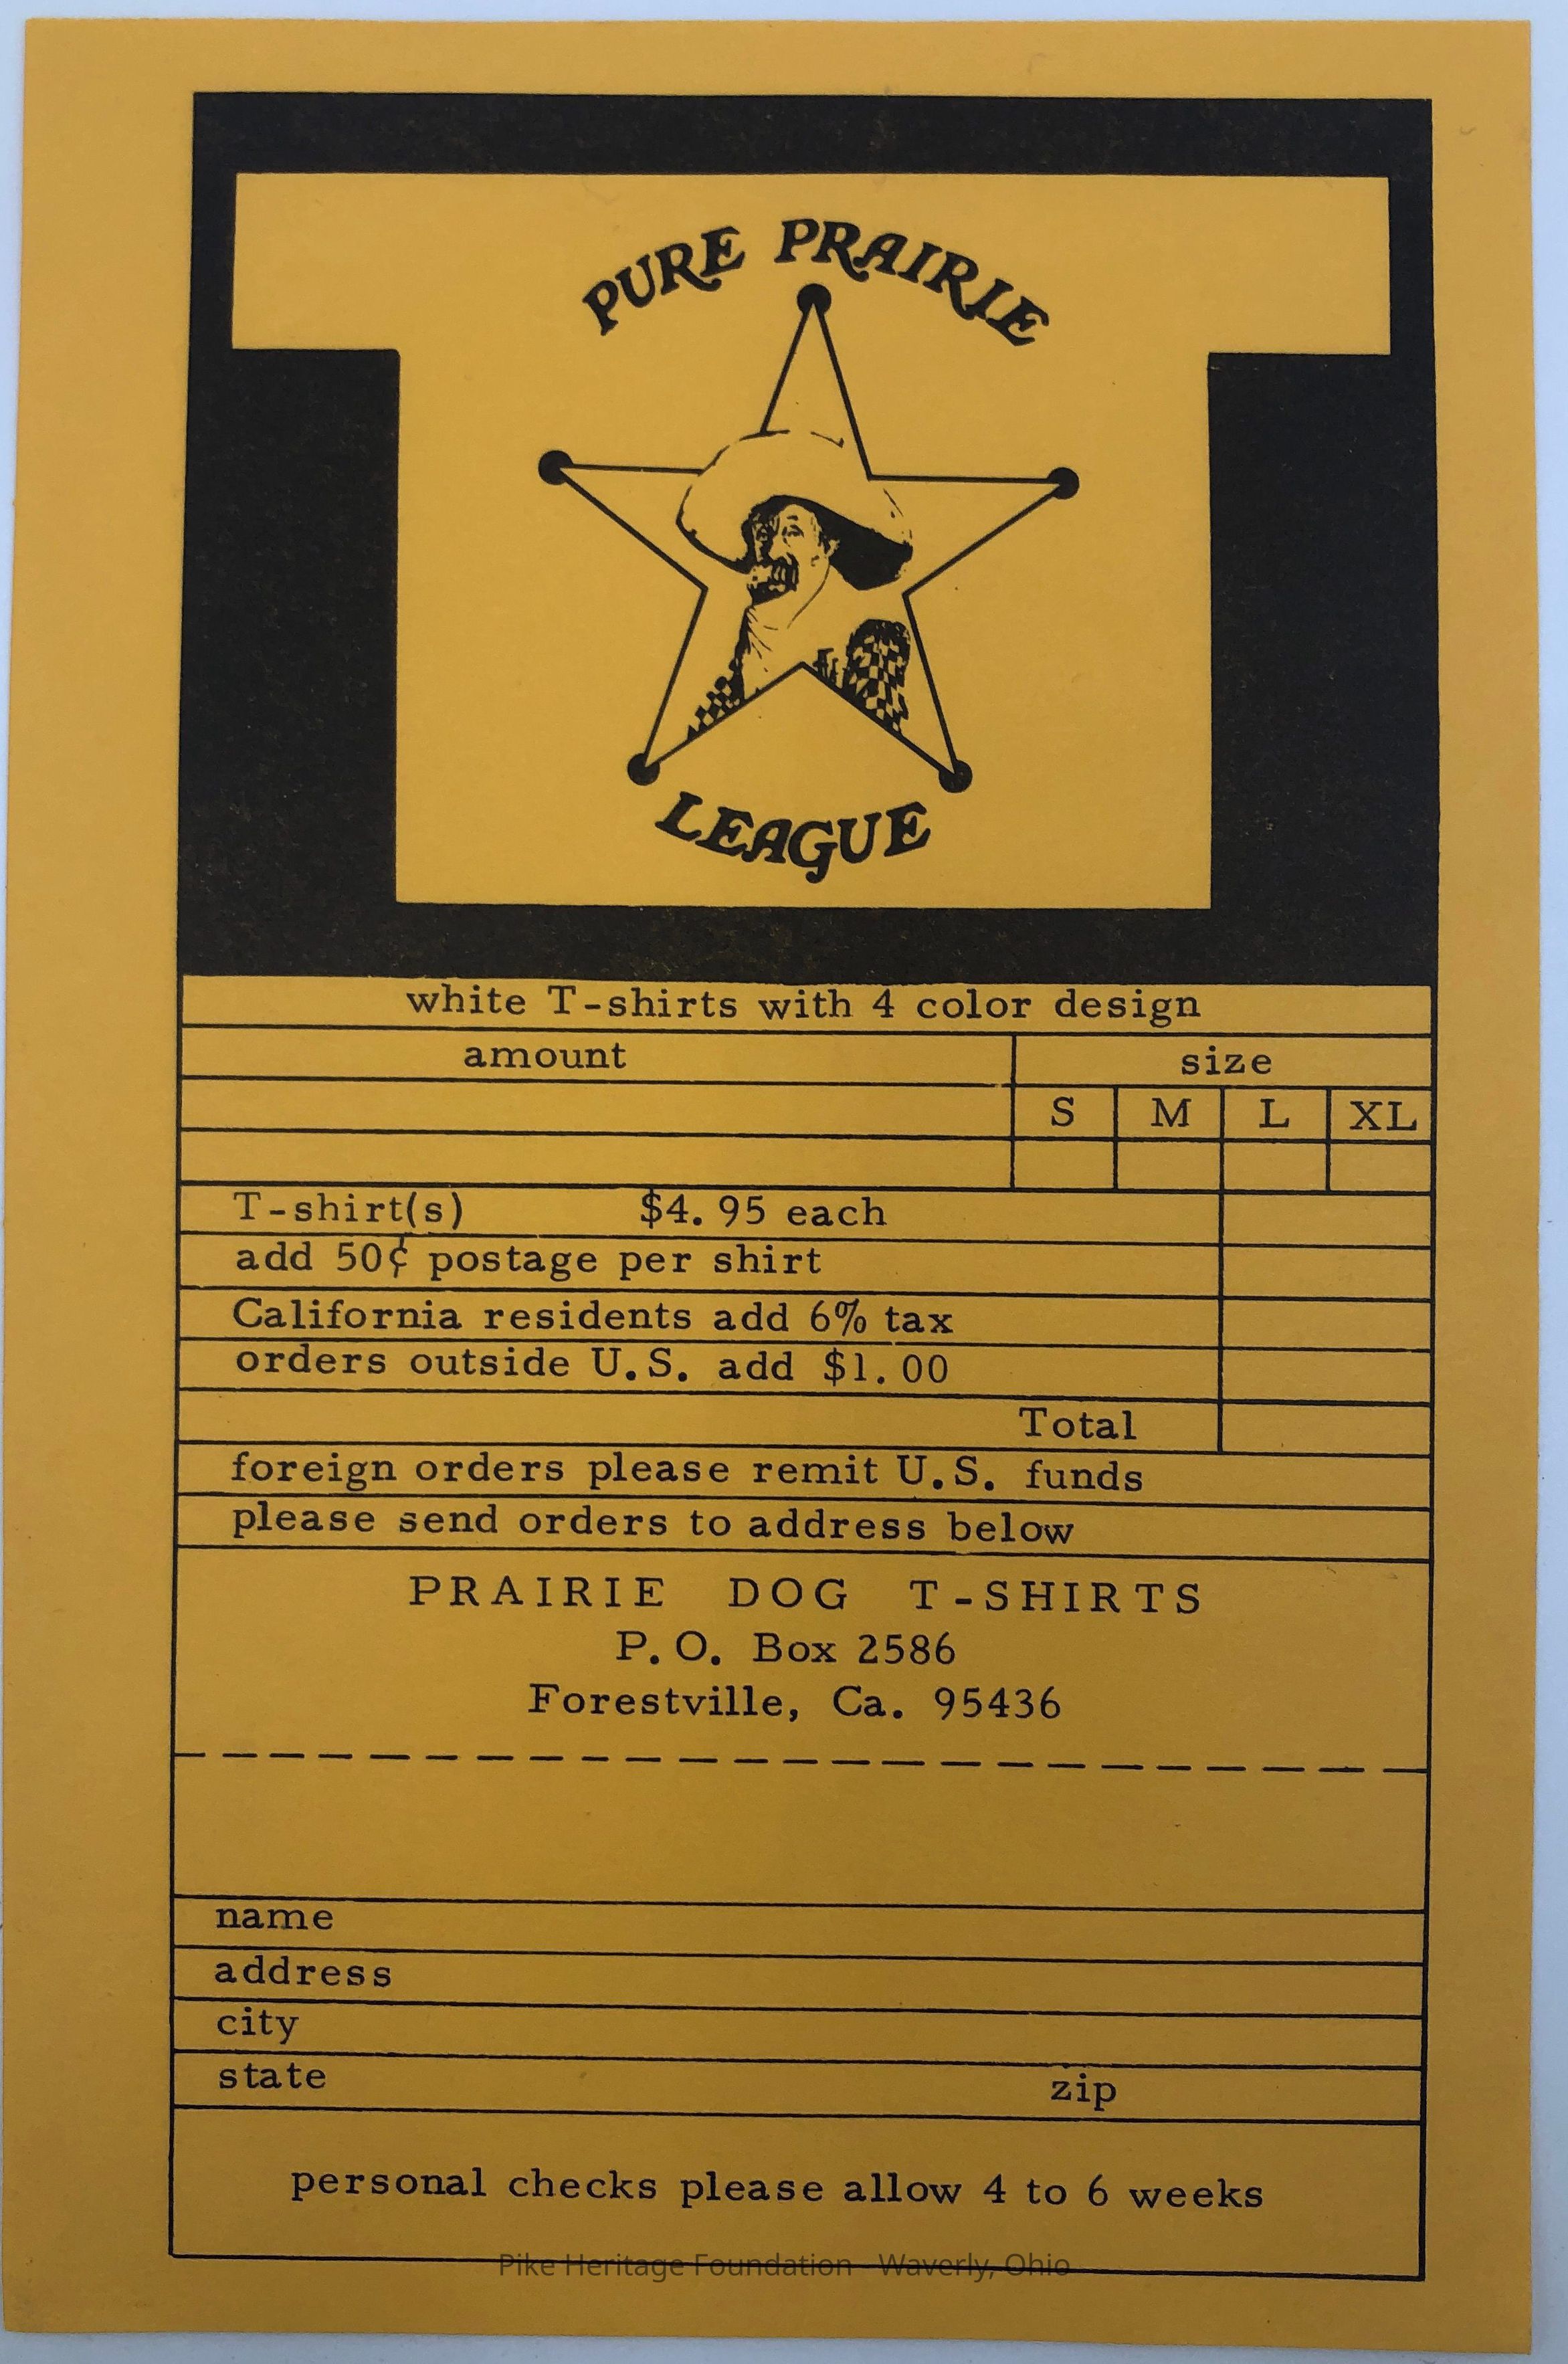 PURE PRAIRIE
LEAGUE
white T-shirts with 4 color design
amount size
S M L XL
T-shirt(s) $4.95 each
add 50¢ postage per shirt
California residents add 6% tax
orders outside U.S. add $1.00
Total
foreign orders please remit U.S. funds
please send orders to address below
PRAIRIE DOG T-SHIRTS
P.O. Box 2586
Forestville, Ca. 95436
name
address
city
state zip
personal checks please allow 4 to 6 weeks
Pike Heritage Foundation - Waverly, Ohio